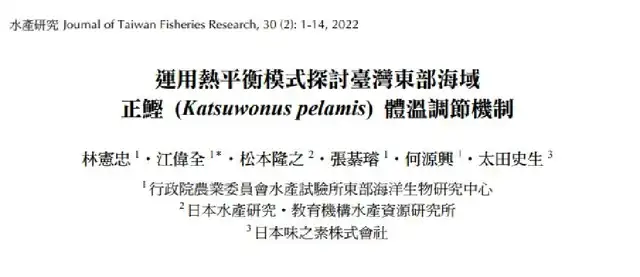 水產研究 Journal of Taiwan Fisheries Research, 30 (2): 1-14, 2022
運用熱平衡模式探討臺灣東部海域
正鰹 (Katsuwonus pelamis) 體溫調節機制
林憲忠 1・江偉全 1*・松本隆之 2・張棊瑢 1・何源興 1・太田史生 3
1 行政院農業委員會水產試驗所東部海洋生物研究中心
2 日本水產研究・教育機構水產資源研究所
3 日本味之素株式會社